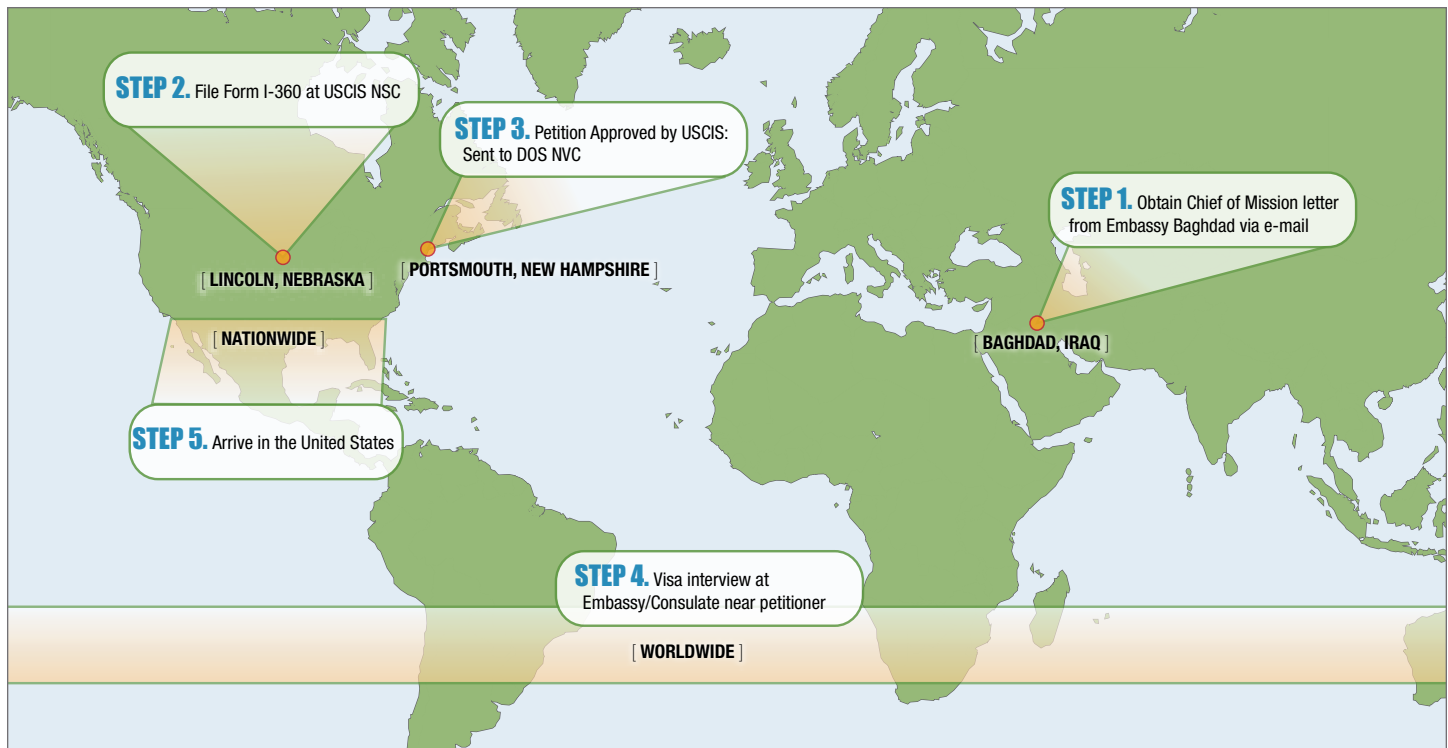 STEP 2. File Form I-360 at USCIS NSC
STEP 3. Petition Approved by USCIS:
Sent to DOS NVC
STEP 1. Obtain Chief of Mission letter
from Embassy Baghdad via e-mail
[ LINCOLN, NEBRASKA ]
[ PORTSMOUTH, NEW HAMPSHIRE ]
[ NATIONWIDE ]
[ BAGHDAD, IRAQ ]
STEP 5. Arrive in the United States
STEP 4. Visa interview at
Embassy/Consulate near petitioner
[ WORLDWIDE ]